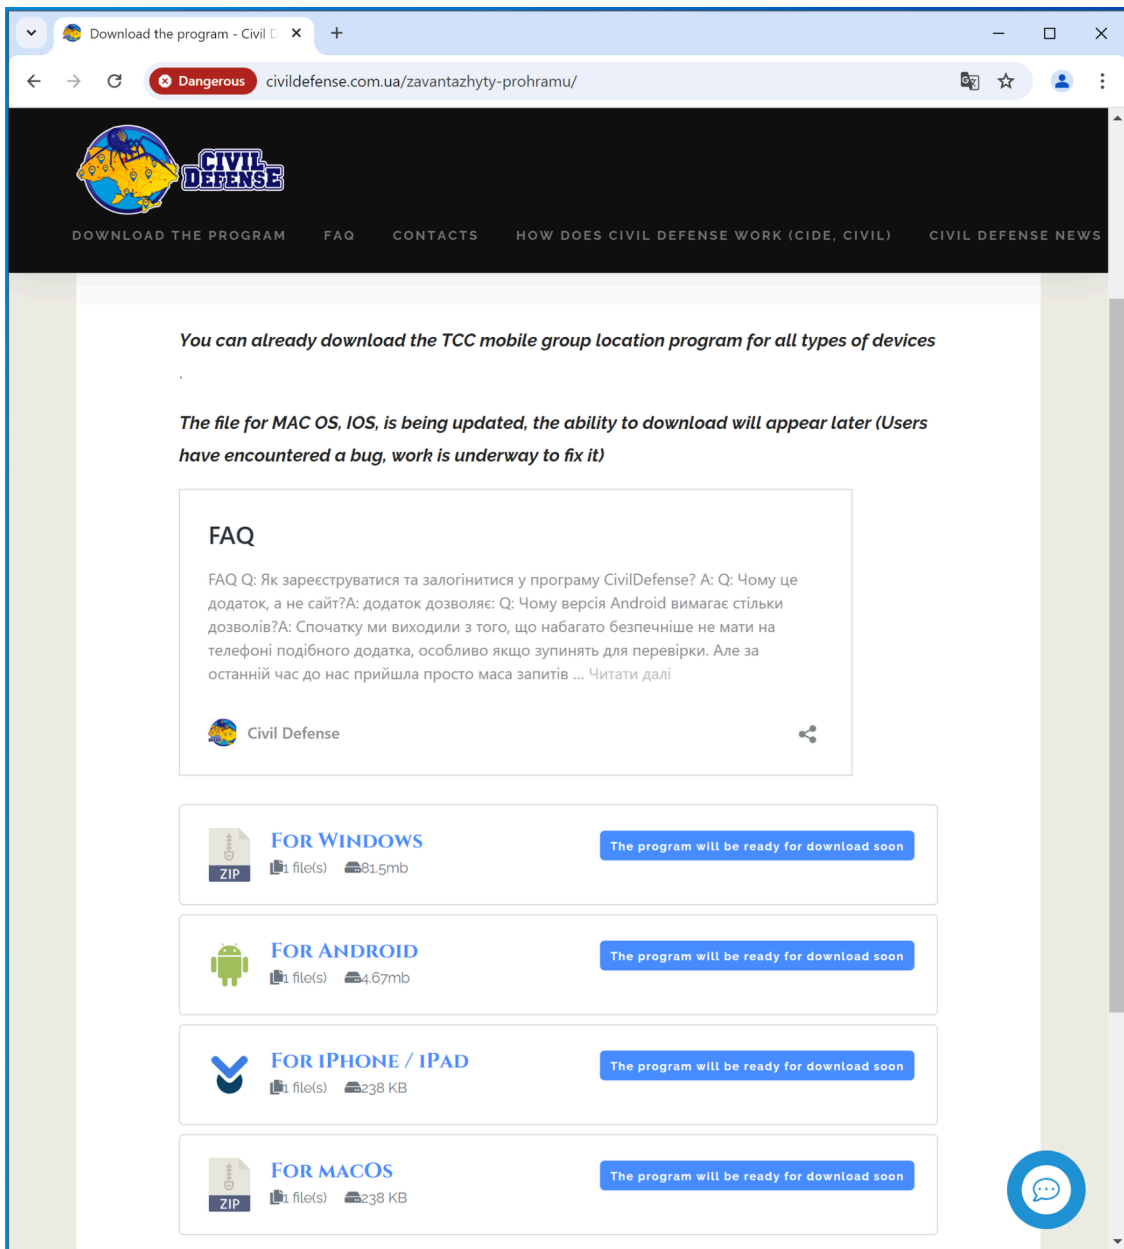 Download the program - Civil D
Dangerous
civildefense.com.ua/zavantazhyty-prohramu/
CIVIL
DEFENSE
DOWNLOAD THE PROGRAM FAQ CONTACTS HOW DOES CIVIL DEFENSE WORK (CIDE, CIVIL) CIVIL DEFENSE NEWS
You can already download the TCC mobile group location program for all types of devices
.
The file for MAC OS, IOS, is being updated, the ability to download will appear later (Users
have encountered a bug, work is underway to fix it)
FAQ
FAQ Q: Як зареєструватися та залогінитися у програму CivilDefense? A: Q: Чому це
додаток, а не сайт?А: додаток дозволяє: Q: Чому версія Android вимагає стільки
дозволів?А: Спочатку ми виходили з того, що набагато безпечніше не мати на
телефоні подібного додатка, особливо якщо зупинять для перевірки. Але за
останній час до нас прийшла просто маса запитів ... Читати далі
Civil Defense
ZIP
For Windows
1 file(s) 81.5mb
The program will be ready for download soon
For Android
1 file(s) 4.67mb
The program will be ready for download soon
For iPhone / iPad
1 file(s) 238 KB
The program will be ready for download soon
ZIP
For macOs
1 file(s) 238 KB
The program will be ready for download soon